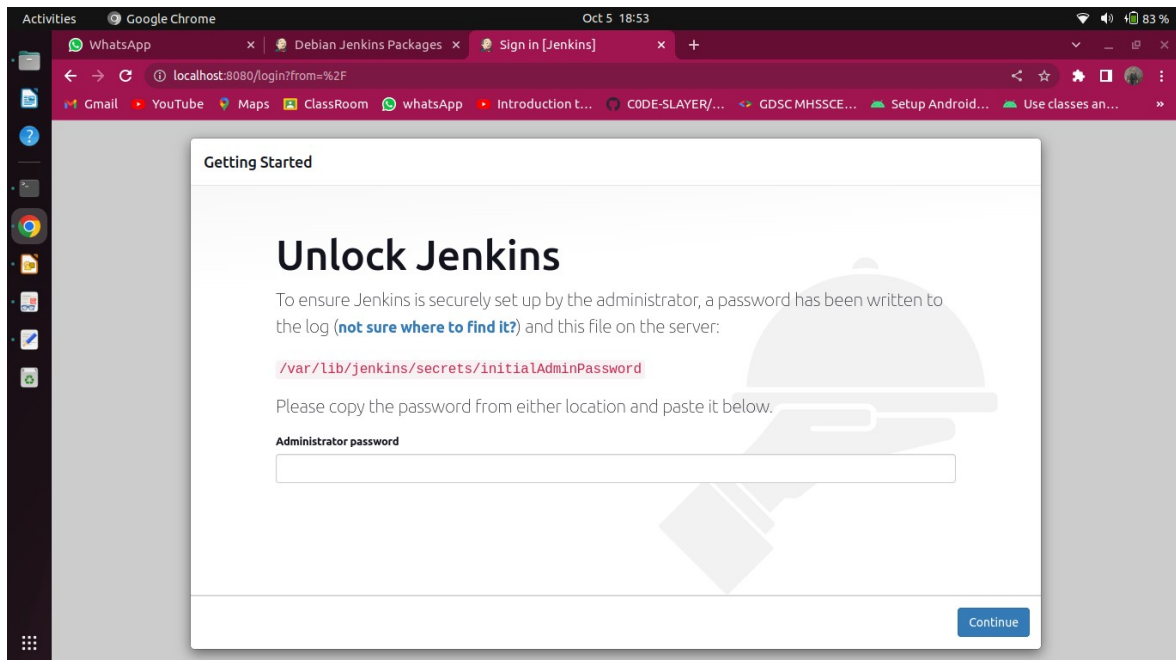 Activities
Google Chrome
Oct 5 18:53
83 %
WhatsApp
Debian Jenkins Packages
Sign in [Jenkins]
localhost:8080/login?from=%2F
Gmail
YouTube
Maps
ClassRoom
whatsApp
Introduction t...
C0DE-SLAYER/...
GDSC MHSSCE...
Setup Android...
Use classes an...
Getting Started
Unlock Jenkins
To ensure Jenkins is securely set up by the administrator, a password has been written to
the log (not sure where to find it?) and this file on the server:
/var/lib/jenkins/secrets/initialAdminPassword
Please copy the password from either location and paste it below.
Administrator password
Continue